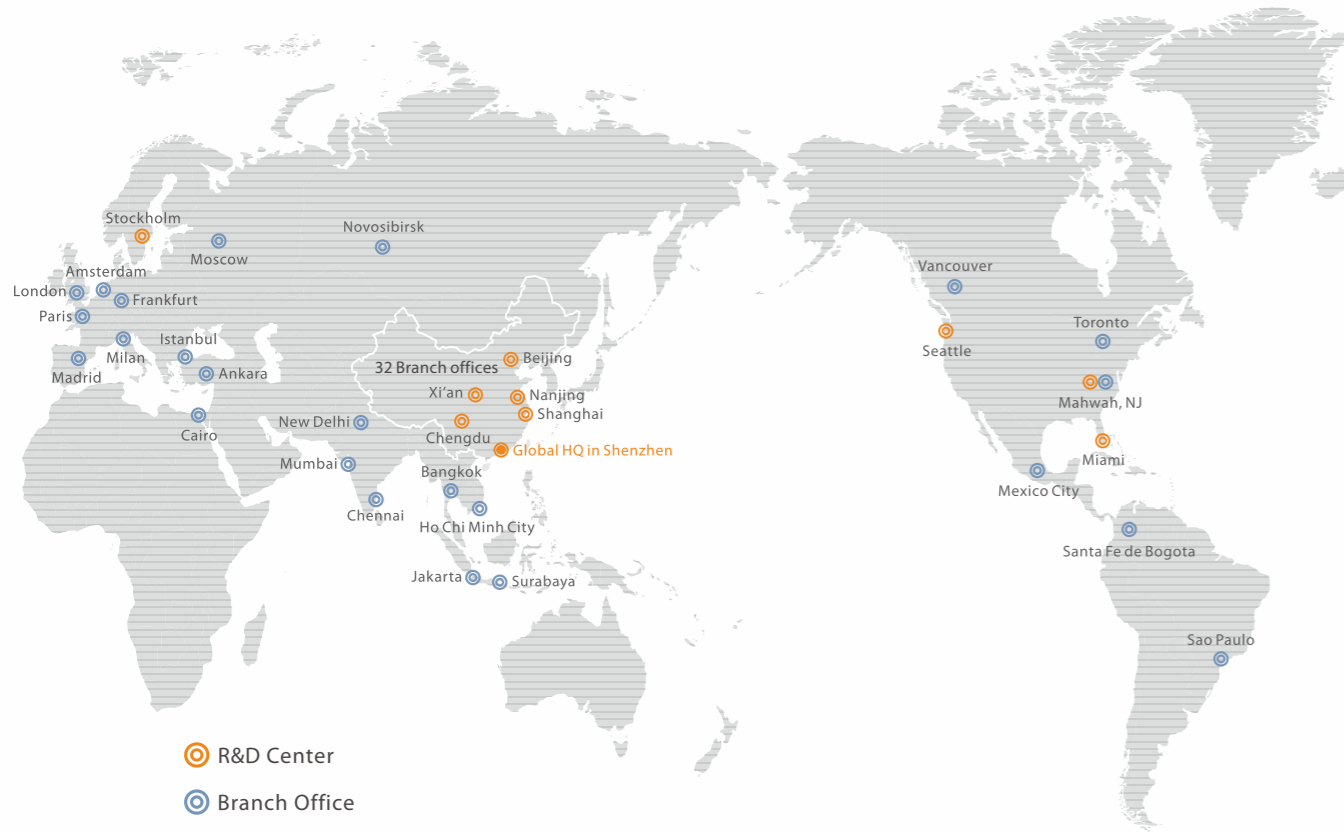 Stockholm
Novosibirsk
Moscow
Amsterdam
London
Frankfurt
Paris
Istanbul
Milan
Madrid
Ankara
Cairo
32 Branch offices
Beijing
Xi'an
Nanjing
Shanghai
Chengdu
Global HQ in Shenzhen
New Delhi
Mumbai
Chennai
Bangkok
Ho Chi Minh City
Jakarta
Surabaya
Vancouver
Seattle
Toronto
Mahwah, NJ
Miami
Mexico City
Santa Fe de Bogota
Sao Paulo
R&D Center
Branch Office